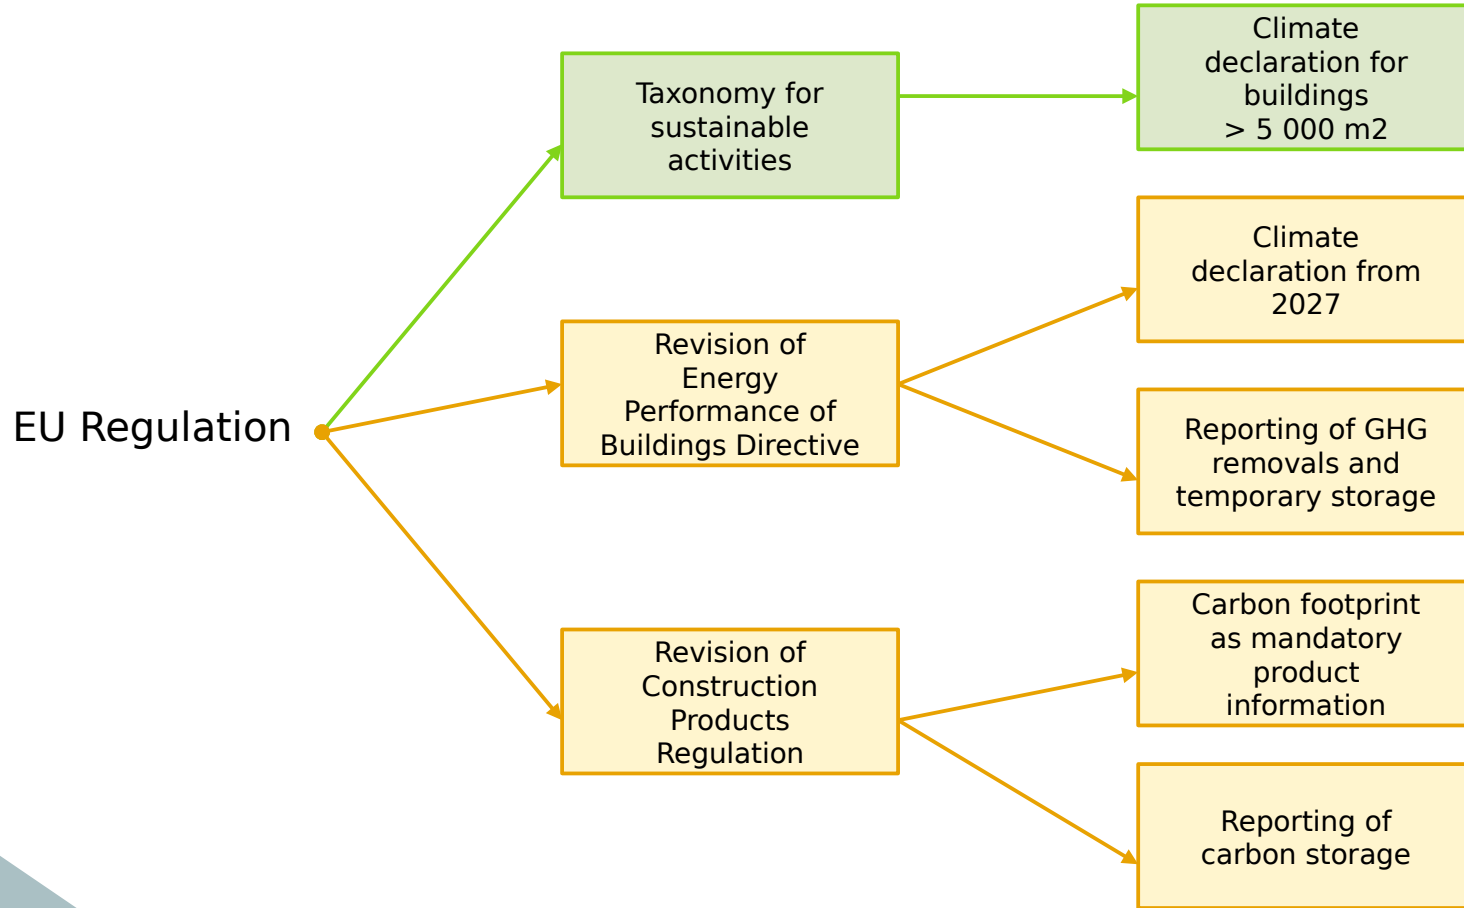 EU Regulation
Taxonomy for
sustainable
activities
Climate
declaration for
buildings
> 5 000 m2
Revision of
Energy
Performance of
Buildings Directive
Climate
declaration from
2027
Reporting of GHG
removals and
temporary storage
Revision of
Construction
Products
Regulation
Carbon footprint
as mandatory
product
information
Reporting of
carbon storage